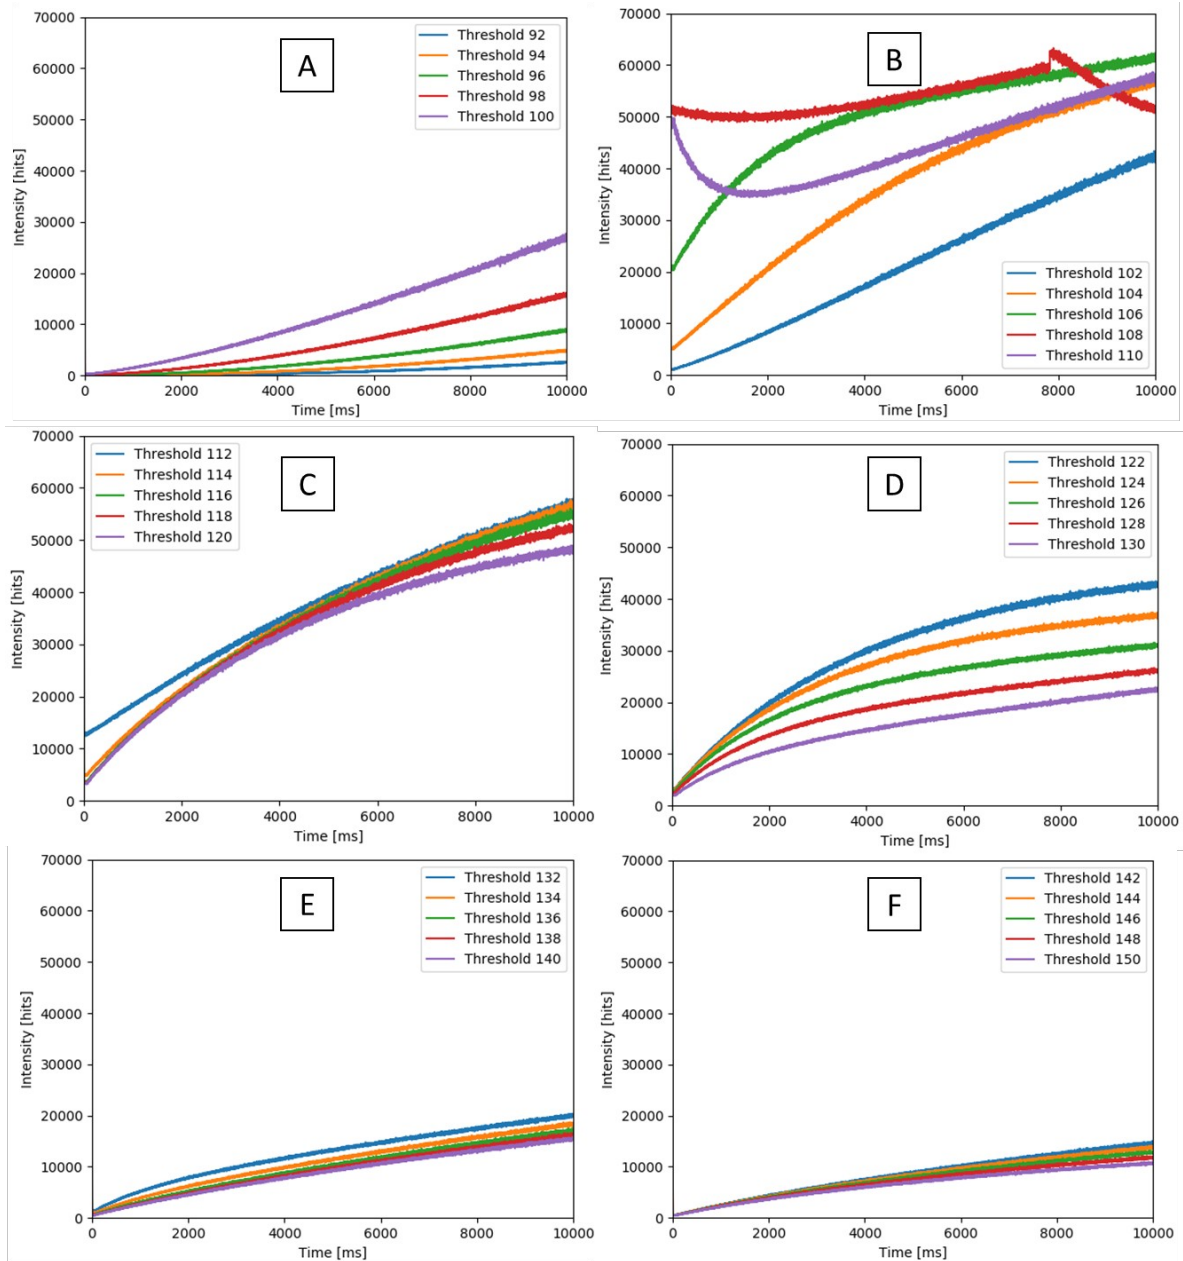 A
Threshold 92
Threshold 94
Threshold 96
Threshold 98
Threshold 100
70000
60000
50000
40000
30000
20000
10000
0
Intensity [hits]
0 2000 4000 6000 8000 10000
Time [ms]
B
70000
60000
50000
40000
30000
20000
10000
0
Intensity [hits]
Threshold 102
Threshold 104
Threshold 106
Threshold 108
Threshold 110
0 2000 4000 6000 8000 10000
Time [ms]
C
Threshold 112
Threshold 114
Threshold 116
Threshold 118
Threshold 120
70000
60000
50000
40000
30000
20000
10000
0
Intensity [hits]
0 2000 4000 6000 8000 10000
Time [ms]
D
Threshold 122
Threshold 124
Threshold 126
Threshold 128
Threshold 130
70000
60000
50000
40000
30000
20000
10000
0
Intensity [hits]
0 2000 4000 6000 8000 10000
Time [ms]
E
Threshold 132
Threshold 134
Threshold 136
Threshold 138
Threshold 140
70000
60000
50000
40000
30000
20000
10000
0
Intensity [hits]
0 2000 4000 6000 8000 10000
Time [ms]
F
Threshold 142
Threshold 144
Threshold 146
Threshold 148
Threshold 150
70000
60000
50000
40000
30000
20000
10000
0
Intensity [hits]
0 2000 4000 6000 8000 10000
Time [ms]